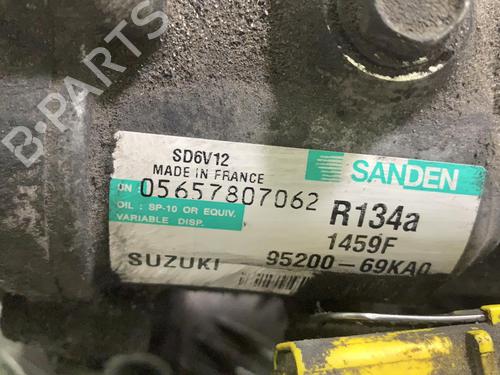 B-PARTS
SD6V12
MADE IN FRANCE
SANDEN
UN : 05657807062
OIL : SP-10 OR EQUIV.
VARIABLE DISP.
R134a
1459F
SUZUKI 95200-69KA0